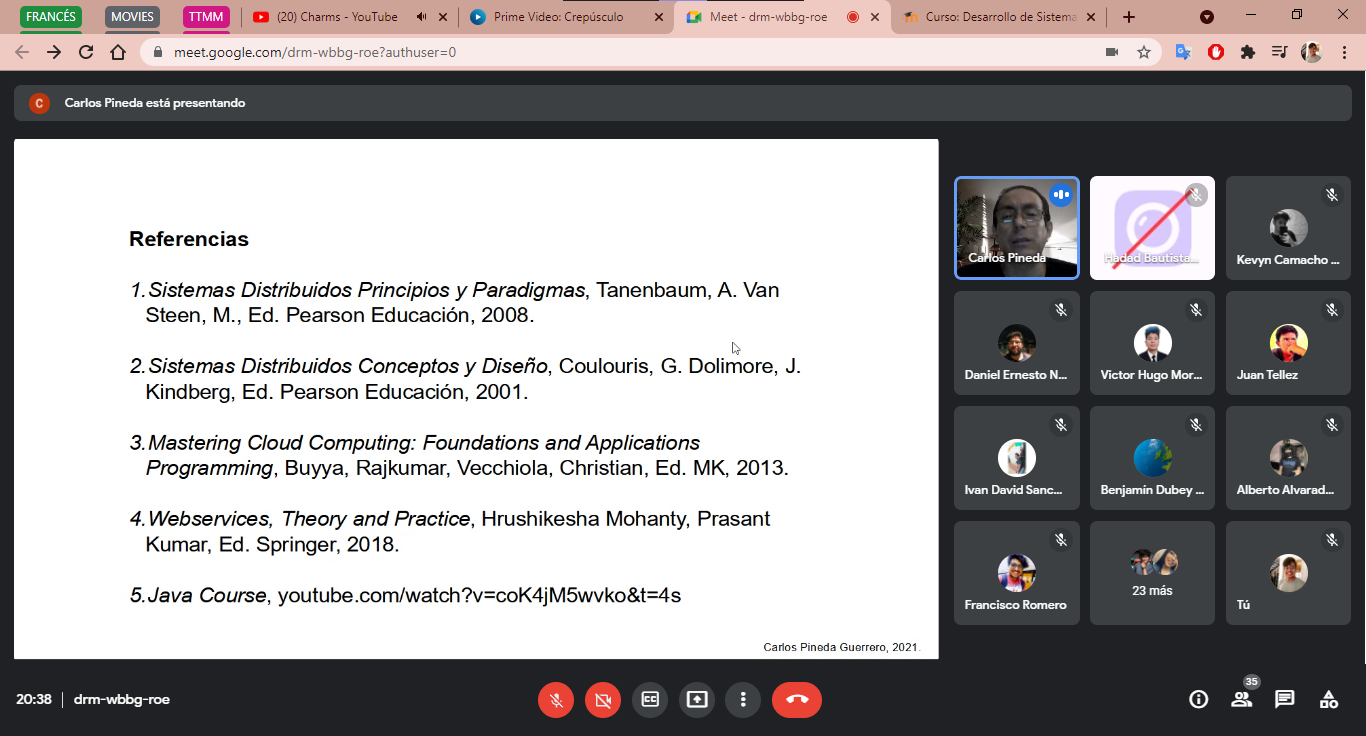 FRANCÉS
MOVIES
TTMM
(20) Charms - YouTube
Prime Video: Crepúsculo
Meet - drm-wbbg-roe
Curso: Desarrollo de Sistema
meet.google.com/drm-wbbg-roe?authuser=0
C
Carlos Pineda está presentando
Referencias
1.Sistemas Distribuidos Principios y Paradigmas, Tanenbaum, A. Van
Steen, M., Ed. Pearson Educación, 2008.
2.Sistemas Distribuidos Conceptos y Diseño, Coulouris, G. Dolimore, J.
Kindberg, Ed. Pearson Educación, 2001.
3.Mastering Cloud Computing: Foundations and Applications
Programming, Buyya, Rajkumar, Vecchiola, Christian, Ed. MK, 2013.
4.Webservices, Theory and Practice, Hrushikesha Mohanty, Prasant
Kumar, Ed. Springer, 2018.
5.Java Course, youtube.com/watch?v=coK4jM5wvko&t=4s
Carlos Pineda Guerrero, 2021.
Carlos Pineda
Hadad Bautista...
Kevyn Camacho ...
Daniel Ernesto N...
Victor Hugo Mor...
Juan Tellez
Ivan David Sanc...
Benjamin Dubey ...
Alberto Alvarad...
Francisco Romero
23 más
Tú
20:38
drm-wbbg-roe
CC
35